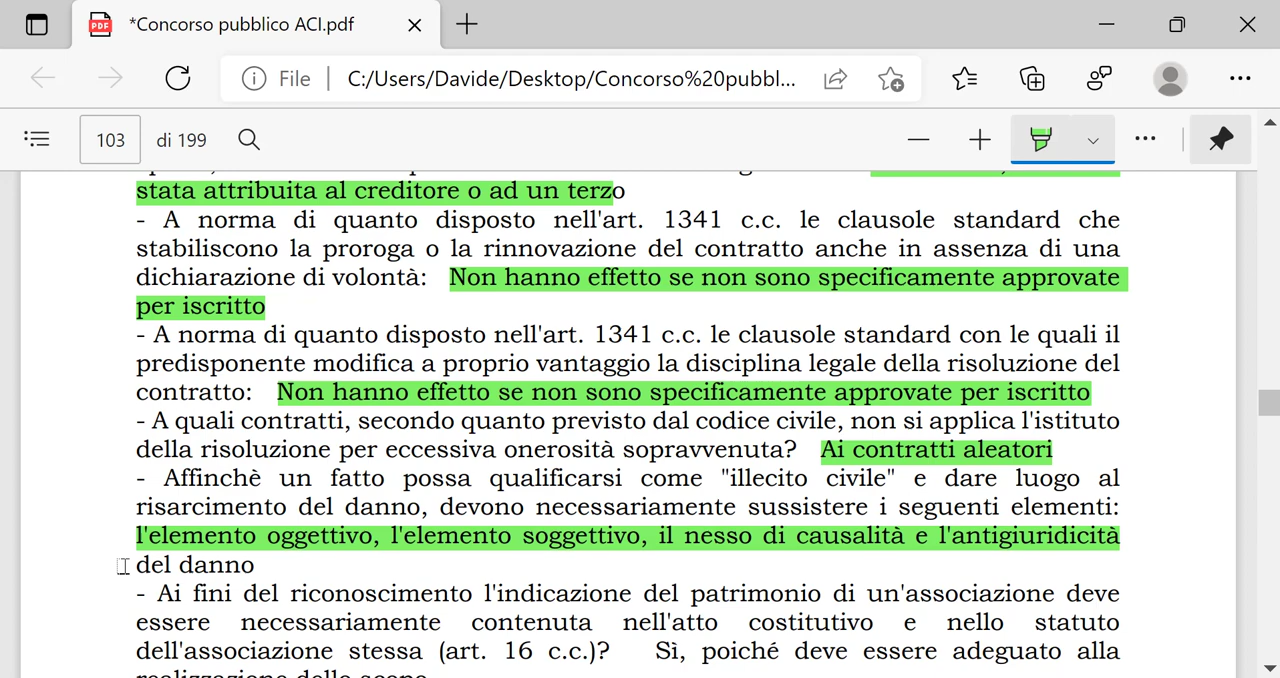 *Concorso pubblico ACI.pdf
File | C:/Users/Davide/Desktop/Concorso%20pubbl...
103 di 199
stata attribuita al creditore o ad un terzo
- A norma di quanto disposto nell'art. 1341 c.c. le clausole standard che
stabiliscono la proroga o la rinnovazione del contratto anche in assenza di una
dichiarazione di volontà: Non hanno effetto se non sono specificamente approvate
per iscritto
- A norma di quanto disposto nell'art. 1341 c.c. le clausole standard con le quali il
predisponente modifica a proprio vantaggio la disciplina legale della risoluzione del
contratto: Non hanno effetto se non sono specificamente approvate per iscritto
- A quali contratti, secondo quanto previsto dal codice civile, non si applica l'istituto
della risoluzione per eccessiva onerosità sopravvenuta? Ai contratti aleatori
- Affinchè un fatto possa qualificarsi come "illecito civile" e dare luogo al
risarcimento del danno, devono necessariamente sussistere i seguenti elementi:
l'elemento oggettivo, l'elemento soggettivo, il nesso di causalità e l'antigiuridicità
del danno
- Ai fini del riconoscimento l'indicazione del patrimonio di un'associazione deve
essere necessariamente contenuta nell'atto costitutivo e nello statuto
dell'associazione stessa (art. 16 c.c.)? Sì, poiché deve essere adeguato alla
realizzazione dello scopo